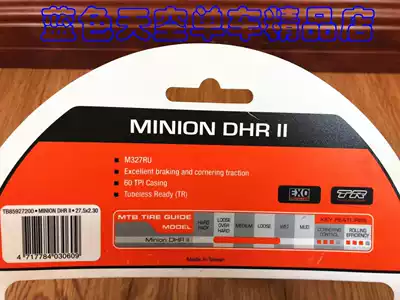 蓝色天空单车精品店
MINION DHR II
• M327RU
• Excellent braking and cornering traction
• 60 TPI Casing
• Tubeless Ready (TR)
EXO
TR
TB85927200 • MINION DHR II • 27.5x2.30
4 717784 030609
MTB TIRE GUIDE
MODEL
HARD PACK
LOOSE OVER HARD
MEDIUM
LOOSE
WET
MUD
KEY FEATURES
CORNERING CONTROL
ROLLING EFFICIENCY
Minion DHR II
Made in Taiwan